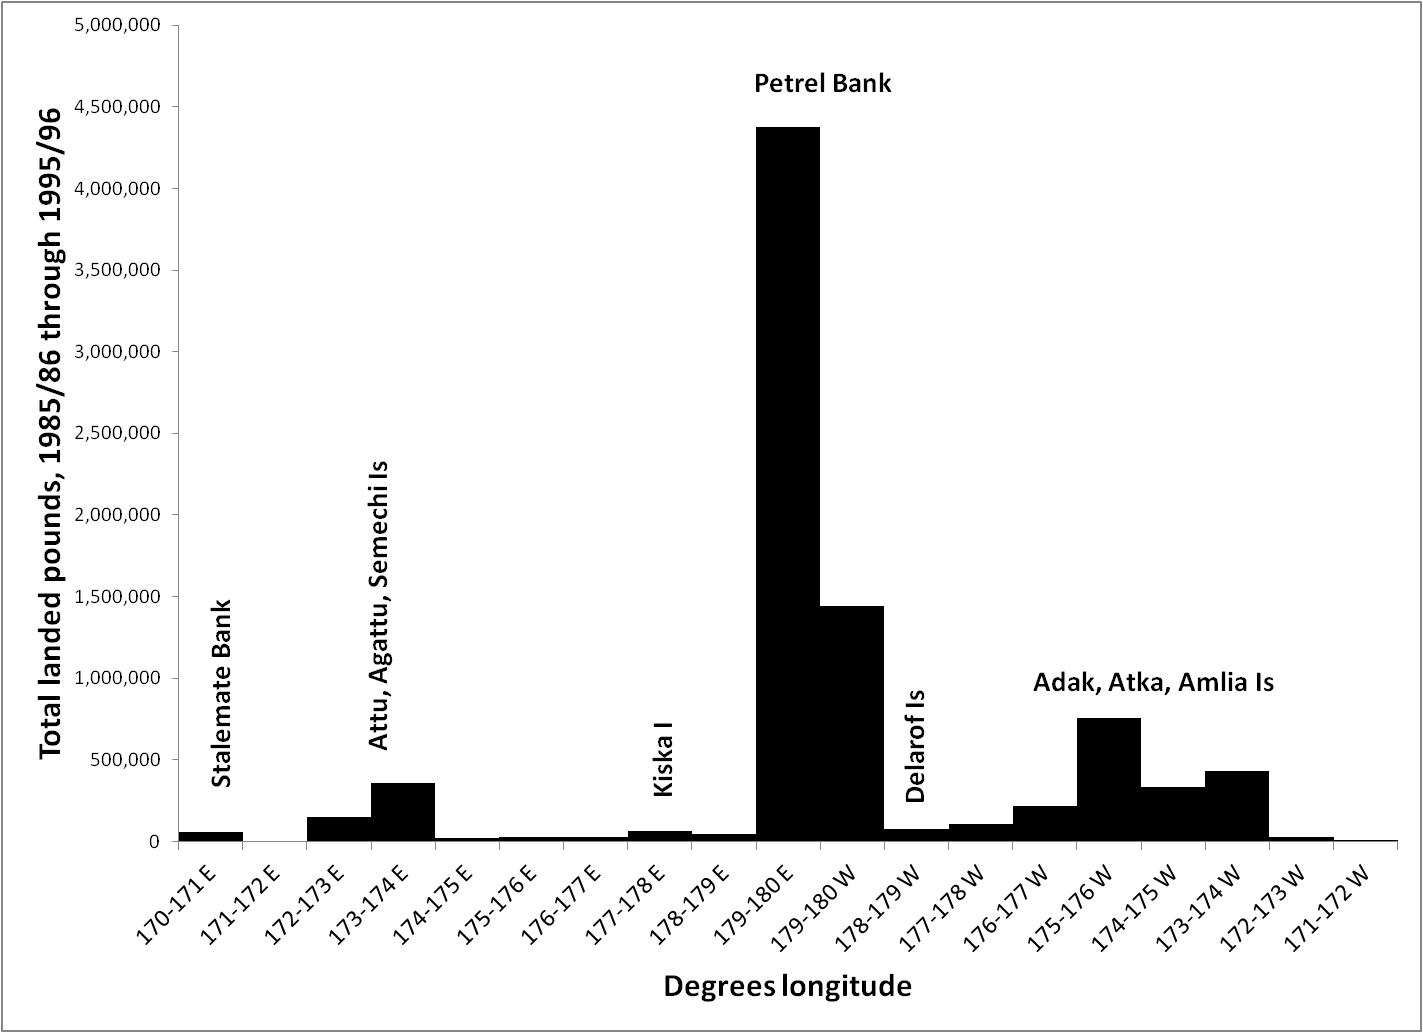 5,000,000
4,500,000
4,000,000
3,500,000
3,000,000
2,500,000
2,000,000
1,500,000
1,000,000
500,000
0
Total landed pounds, 1985/86 through 1995/96
Stalemate Bank
Attu, Agattu, Semechi Is
Kiska I
Petrel Bank
Delarof Is
Adak, Atka, Amlia Is
170-171 E
171-172 E
172-173 E
173-174 E
174-175 E
175-176 E
176-177 E
177-178 E
178-179 E
179-180 E
179-180 W
178-179 W
177-178 W
176-177 W
175-176 W
174-175 W
173-174 W
172-173 W
171-172 W
Degrees longitude